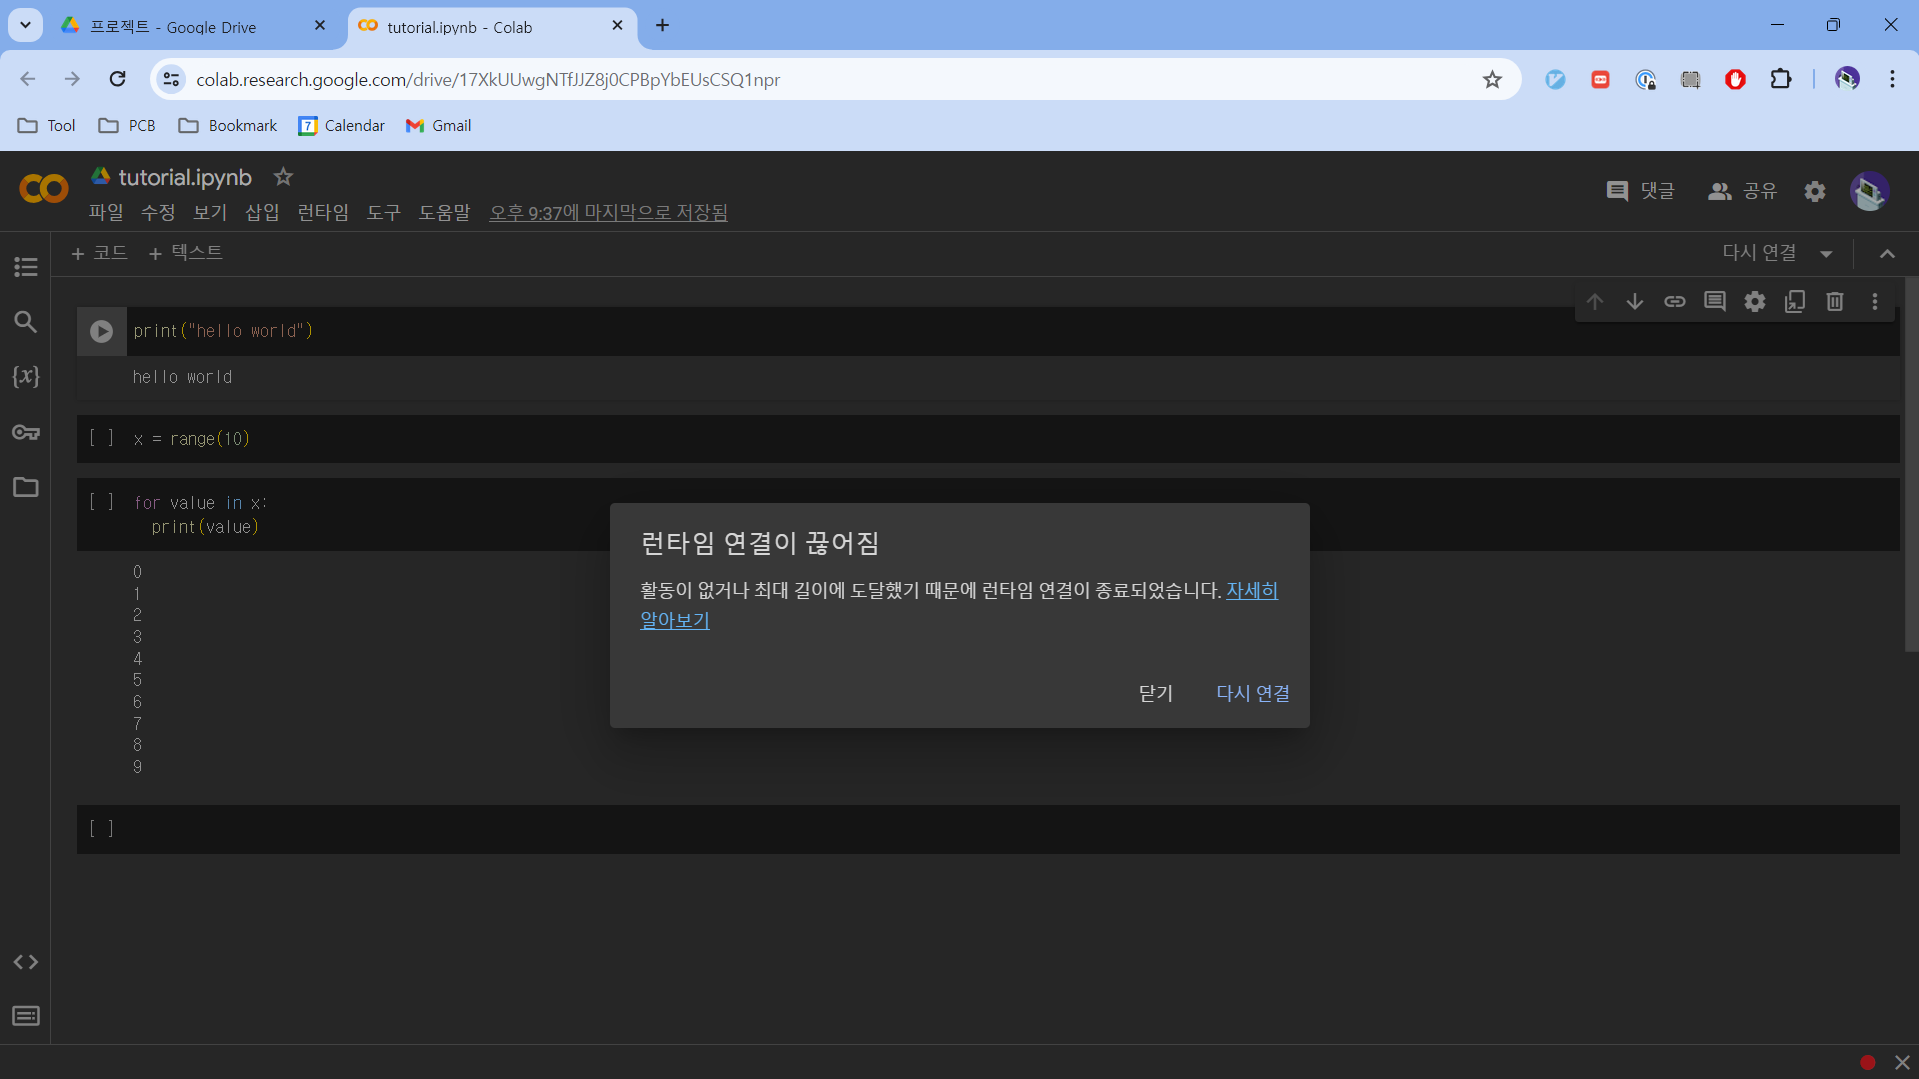 프로젝트 - Google Drive
tutorial.ipynb - Colab
colab.research.google.com/drive/17XkUUwgNTfJJZ8j0CPBpYbEUsCSQ1npr
Tool
PCB
Bookmark
7
Calendar
Gmail
tutorial.ipynb
파일 수정 보기 삽입 런타임 도구 도움말 오후 9:37에 마지막으로 저장됨
댓글
공유
+ 코드 + 텍스트
다시 연결
print("hello world")
hello world
{x}
[ ] x = range(10)
[ ] for value in x:
print(value)
런타임 연결이 끊어짐
활동이 없거나 최대 길이에 도달했기 때문에 런타임 연결이 종료되었습니다. 자세히
알아보기
닫기 다시 연결
0
1
2
3
4
5
6
7
8
9
[ ]